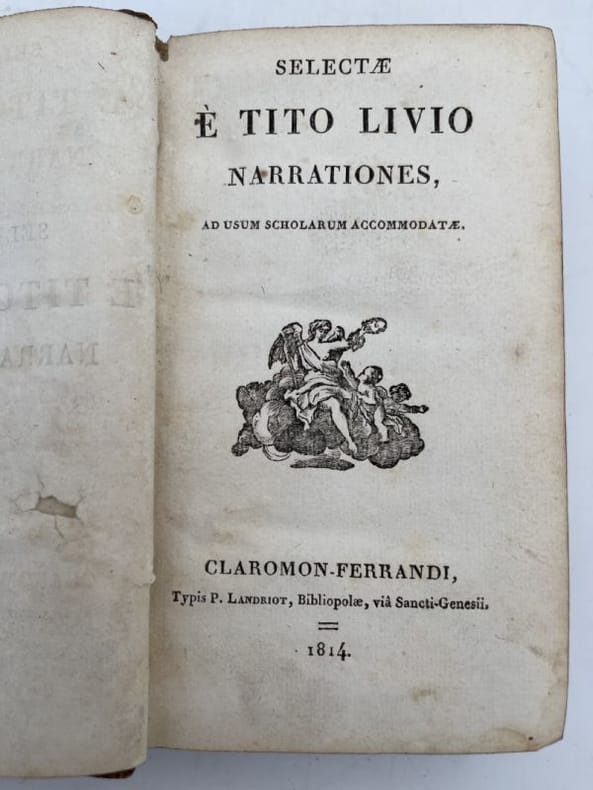 SELECTÆ
È TITO LIVIO
NARRATIONES,
AD USUM SCHOLARUM ACCOMMODATÆ.
CLAROMON-FERRANDI,
Typis P. LANDRIOT, Bibliopolæ, viâ Sancti-Genesii.
1814.